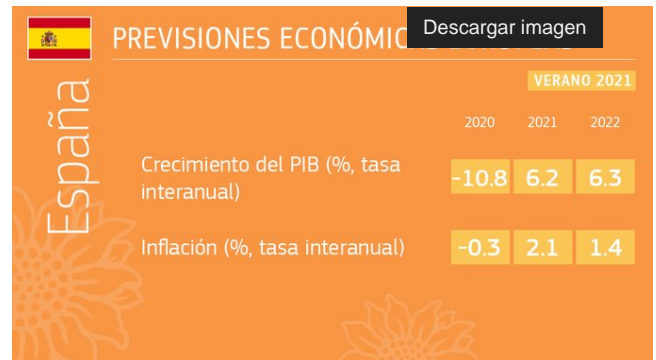 Descargar imagen
PREVISIONES ECONÓMIC
VERANO 2021
España
2020 2021 2022
Crecimiento del PIB (%, tasa
interanual)
-10.8 6.2 6.3
Inflación (%, tasa interanual)
-0.3 2.1 1.4